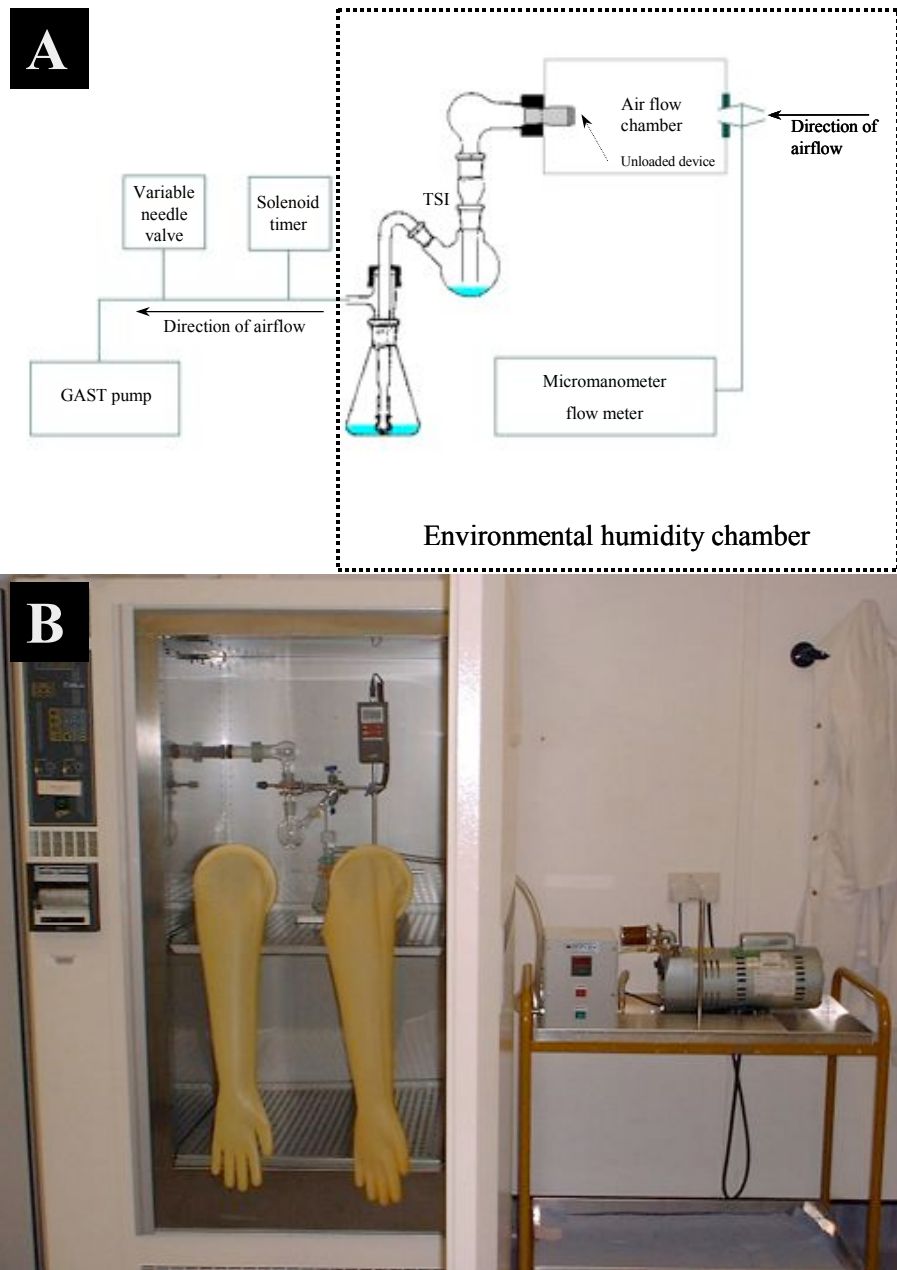 A
Air flow
chamber
Unloaded device
Direction of
airflow
TSI
Variable
needle
valve
Solenoid
timer
Direction of airflow
GAST pump
Micromanometer
flow meter
Environmental humidity chamber
B